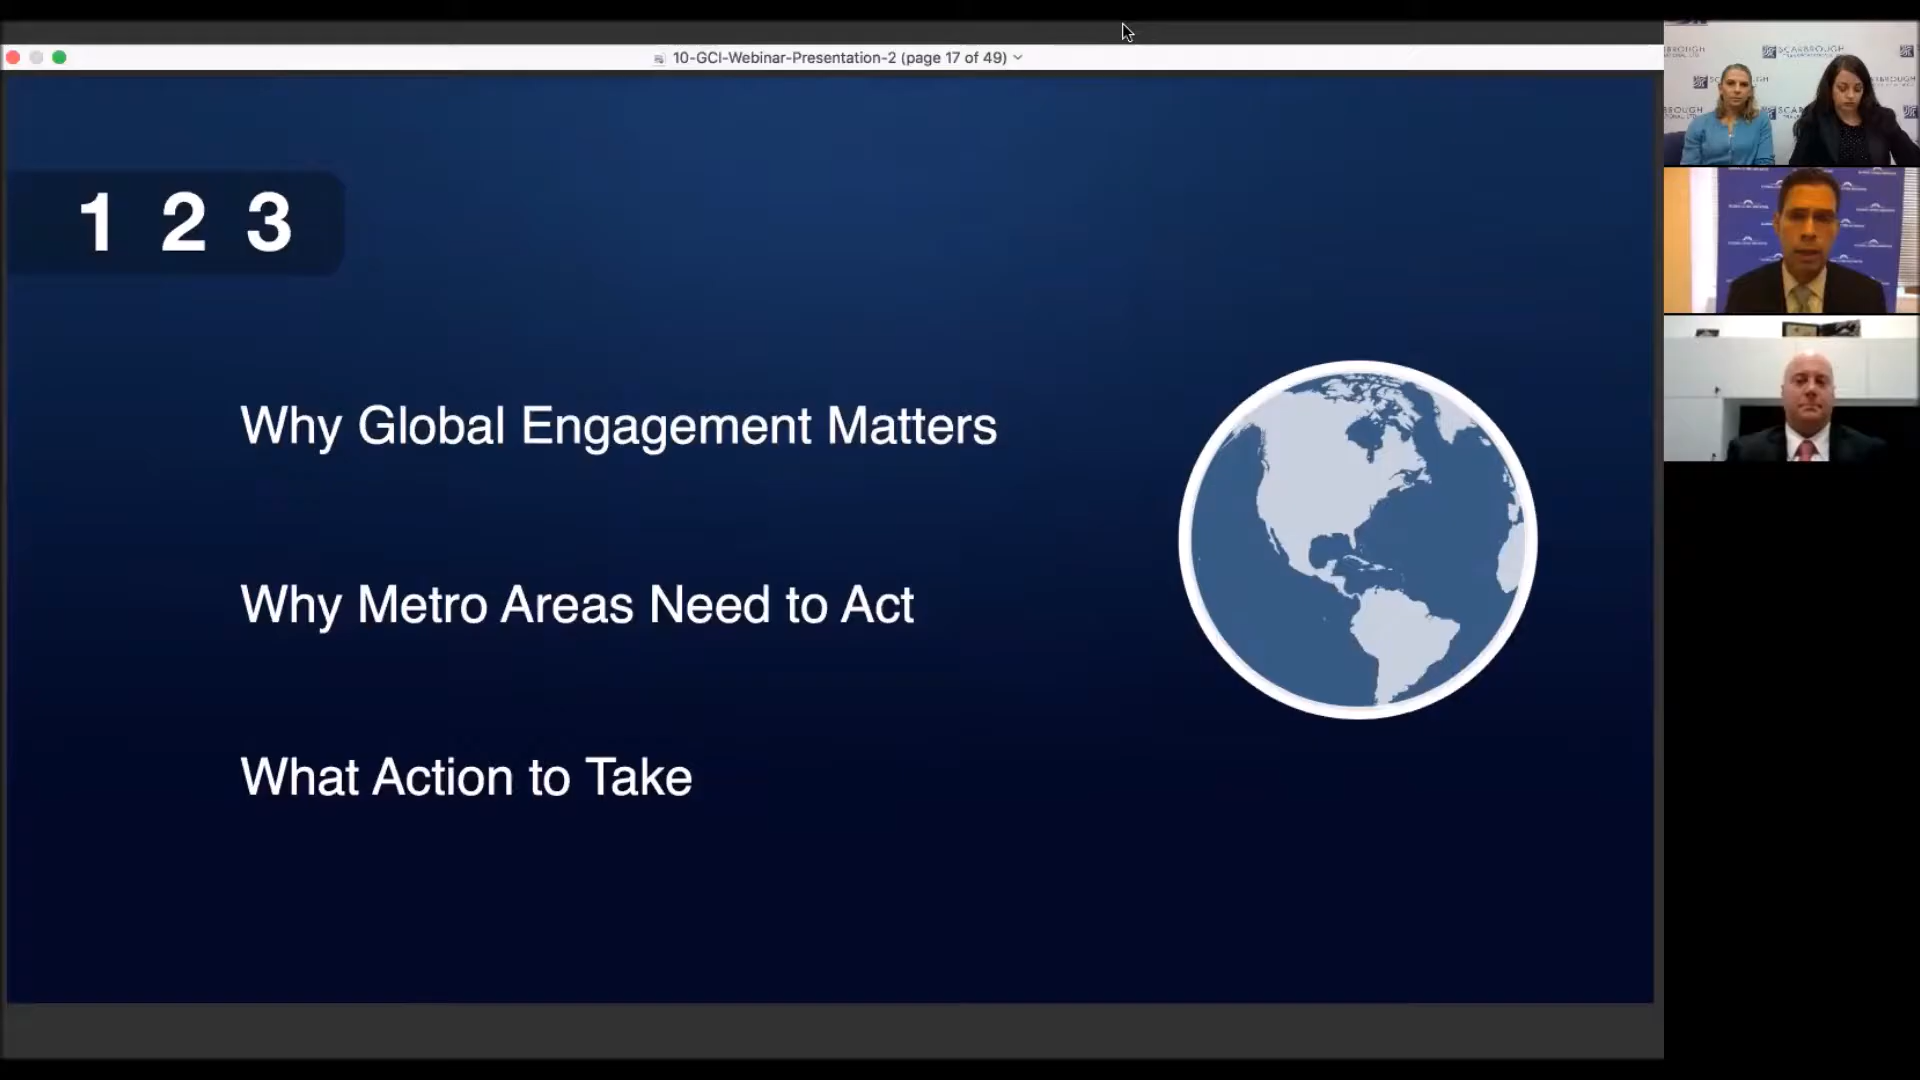 10-GCI-Webinar-Presentation-2 (page 17 of 49)
1 2 3
Why Global Engagement Matters
Why Metro Areas Need to Act
What Action to Take
SCARBROUGH